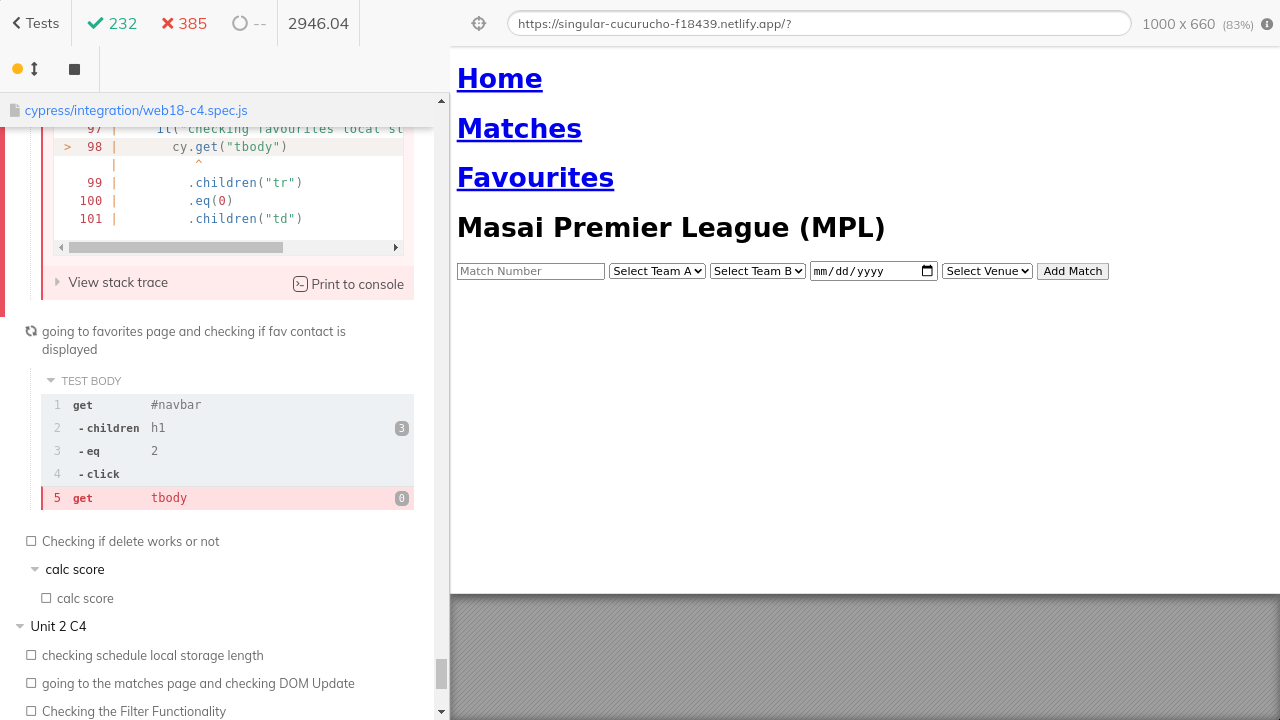 Tests
232
385
--
2946.04
cypress/integration/web18-c4.spec.js
97 | it("checking favourites local st
> 98 | cy.get("tbody")
| ^
99 | .children("tr")
100 | .eq(0)
101 | .children("td")
View stack trace
Print to console
going to favorites page and checking if fav contact is
displayed
TEST BODY
1 get #navbar
2 -children h1 3
3 -eq 2
4 -click
5 get tbody 0
Checking if delete works or not
calc score
calc score
Unit 2 C4
checking schedule local storage length
going to the matches page and checking DOM Update
Checking the Filter Functionality
https://singular-cucurucho-f18439.netlify.app/?
1000 x 660 (83%)
Home
Matches
Favourites
Masai Premier League (MPL)
Match Number Select Team A Select Team B mm/dd/yyyy Select Venue Add Match